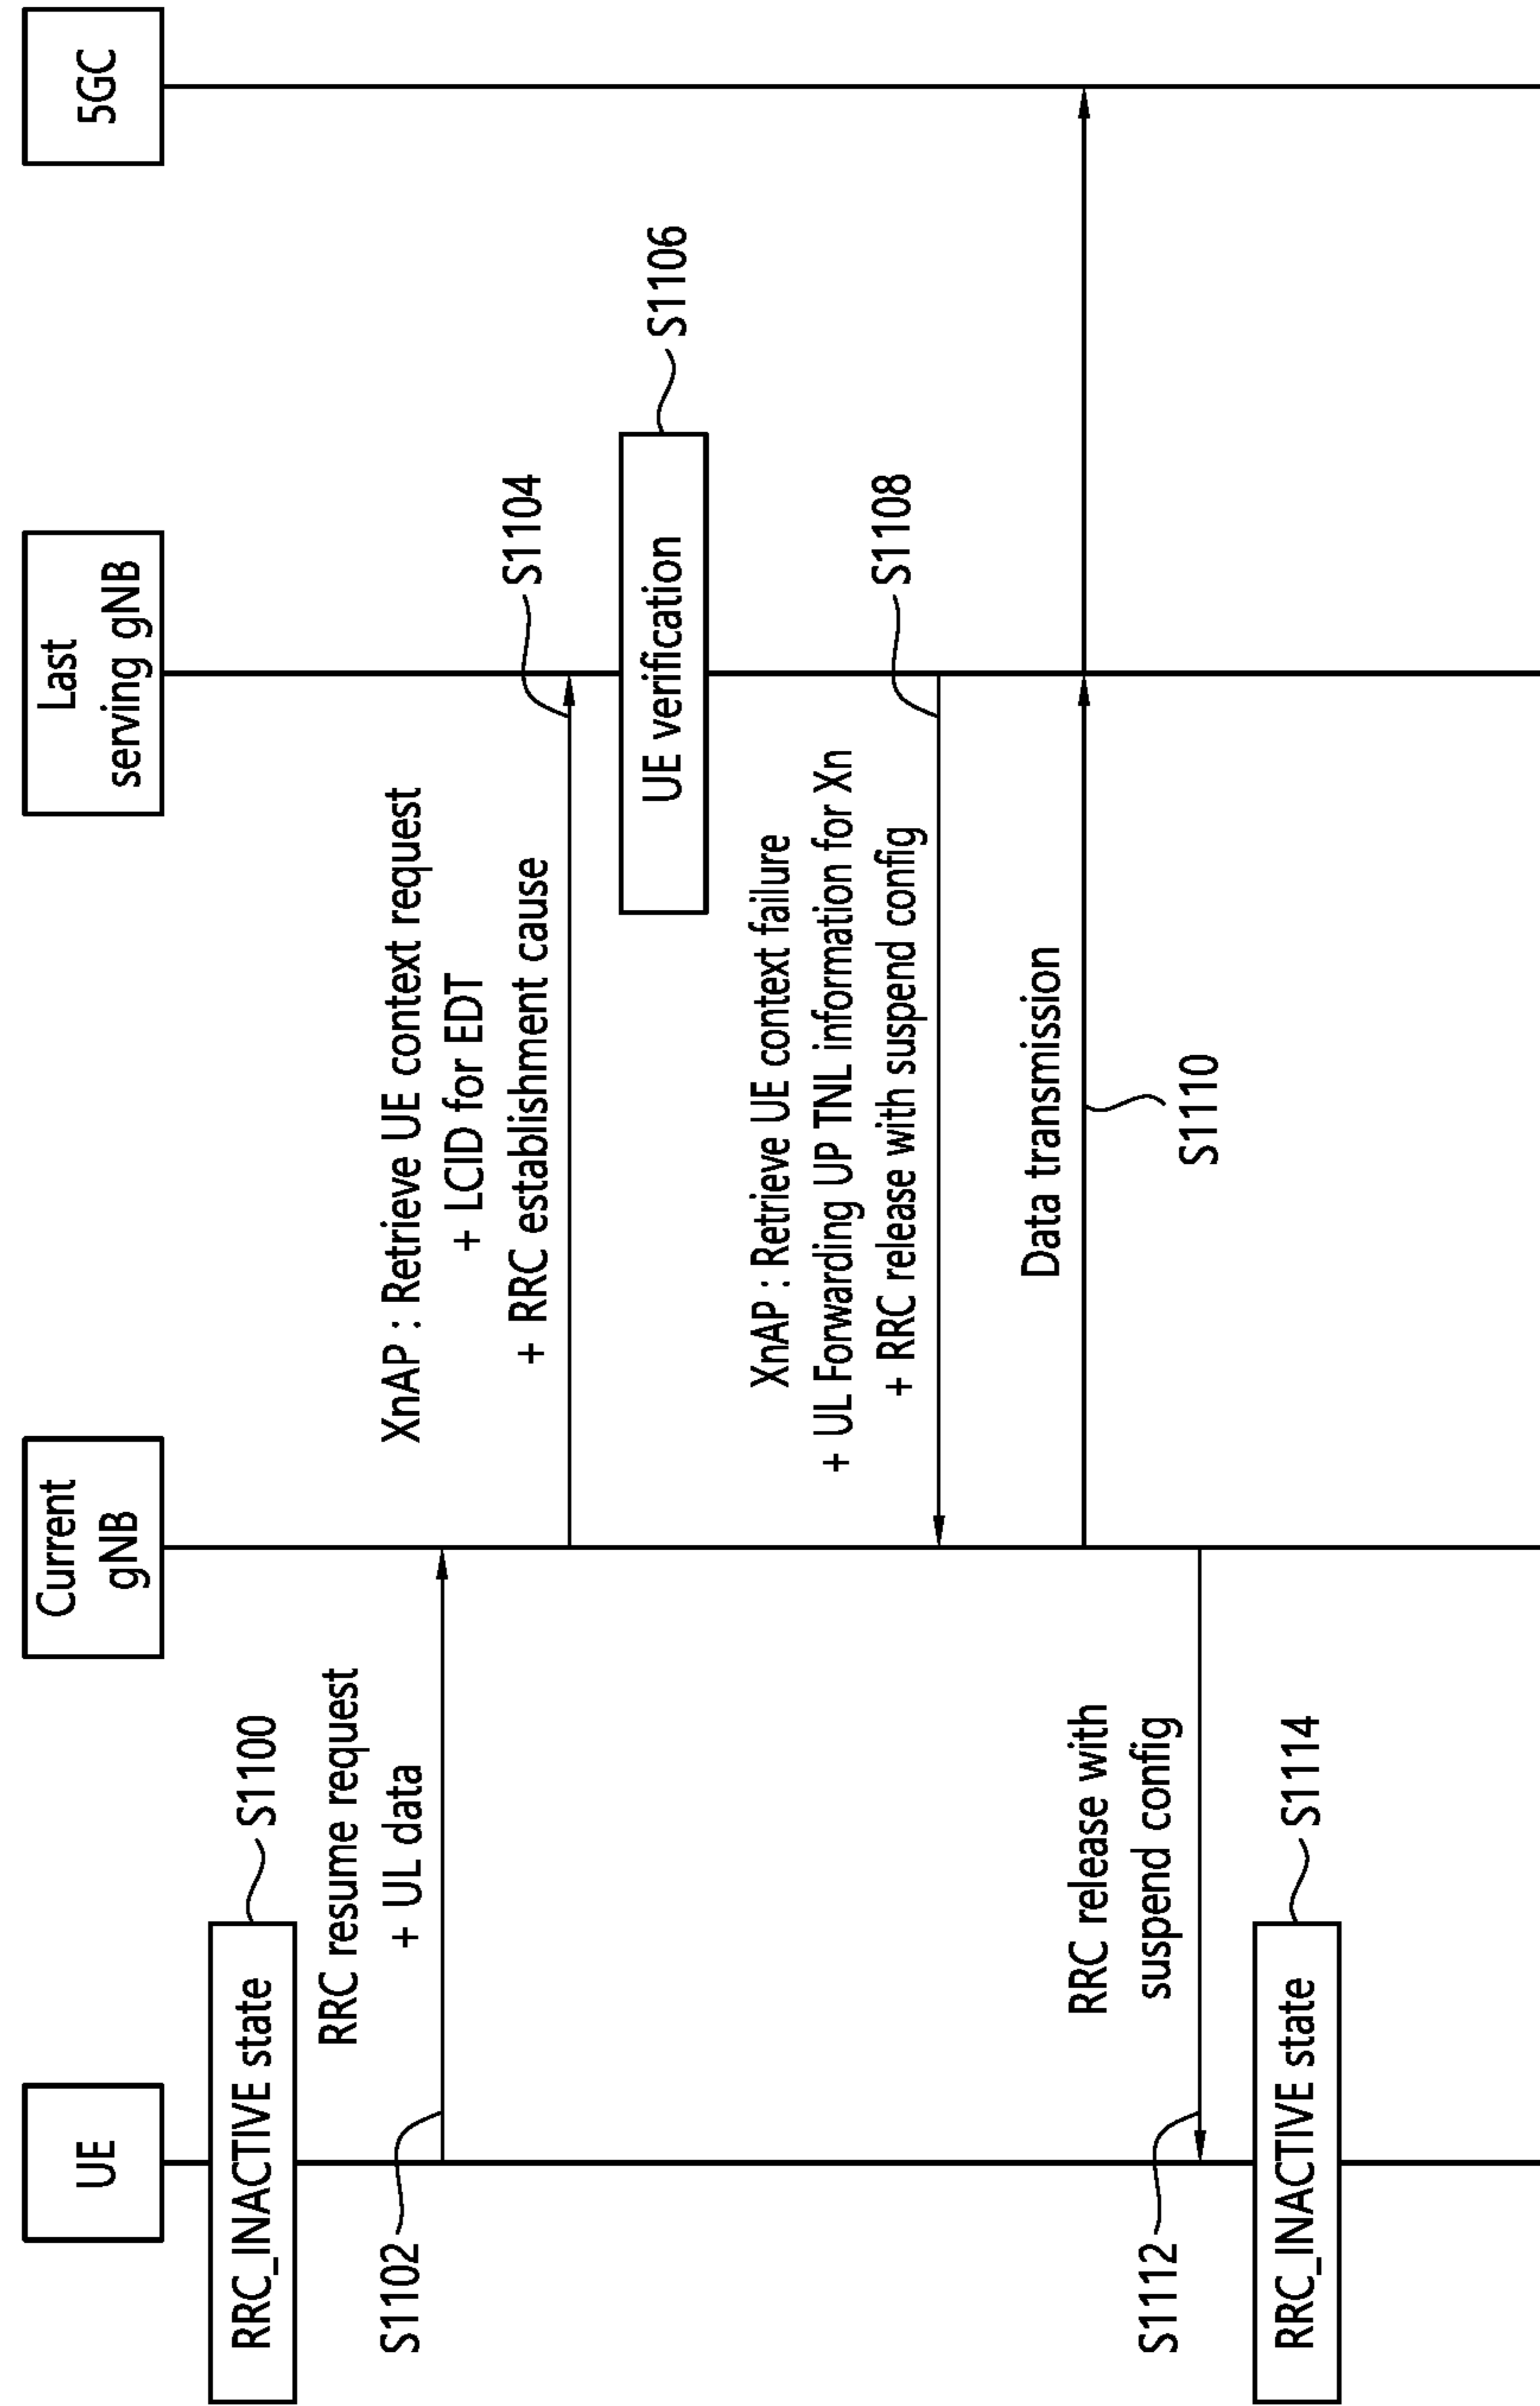 UE
Current
gNB
Last
serving gNB
5GC
RRC_INACTIVE state
S1100
RRC resume request
+ UL data
S1102
XnAP : Retrieve UE context request
+ LCID for EDT
+ RRC establishment cause
S1104
UE verification
S1106
XnAP : Retrieve UE context failure
+ UL Forwarding UP TNL information for Xn
+ RRC release with suspend config
S1108
Data transmission
S1110
RRC release with
suspend config
S1112
RRC_INACTIVE state
S1114